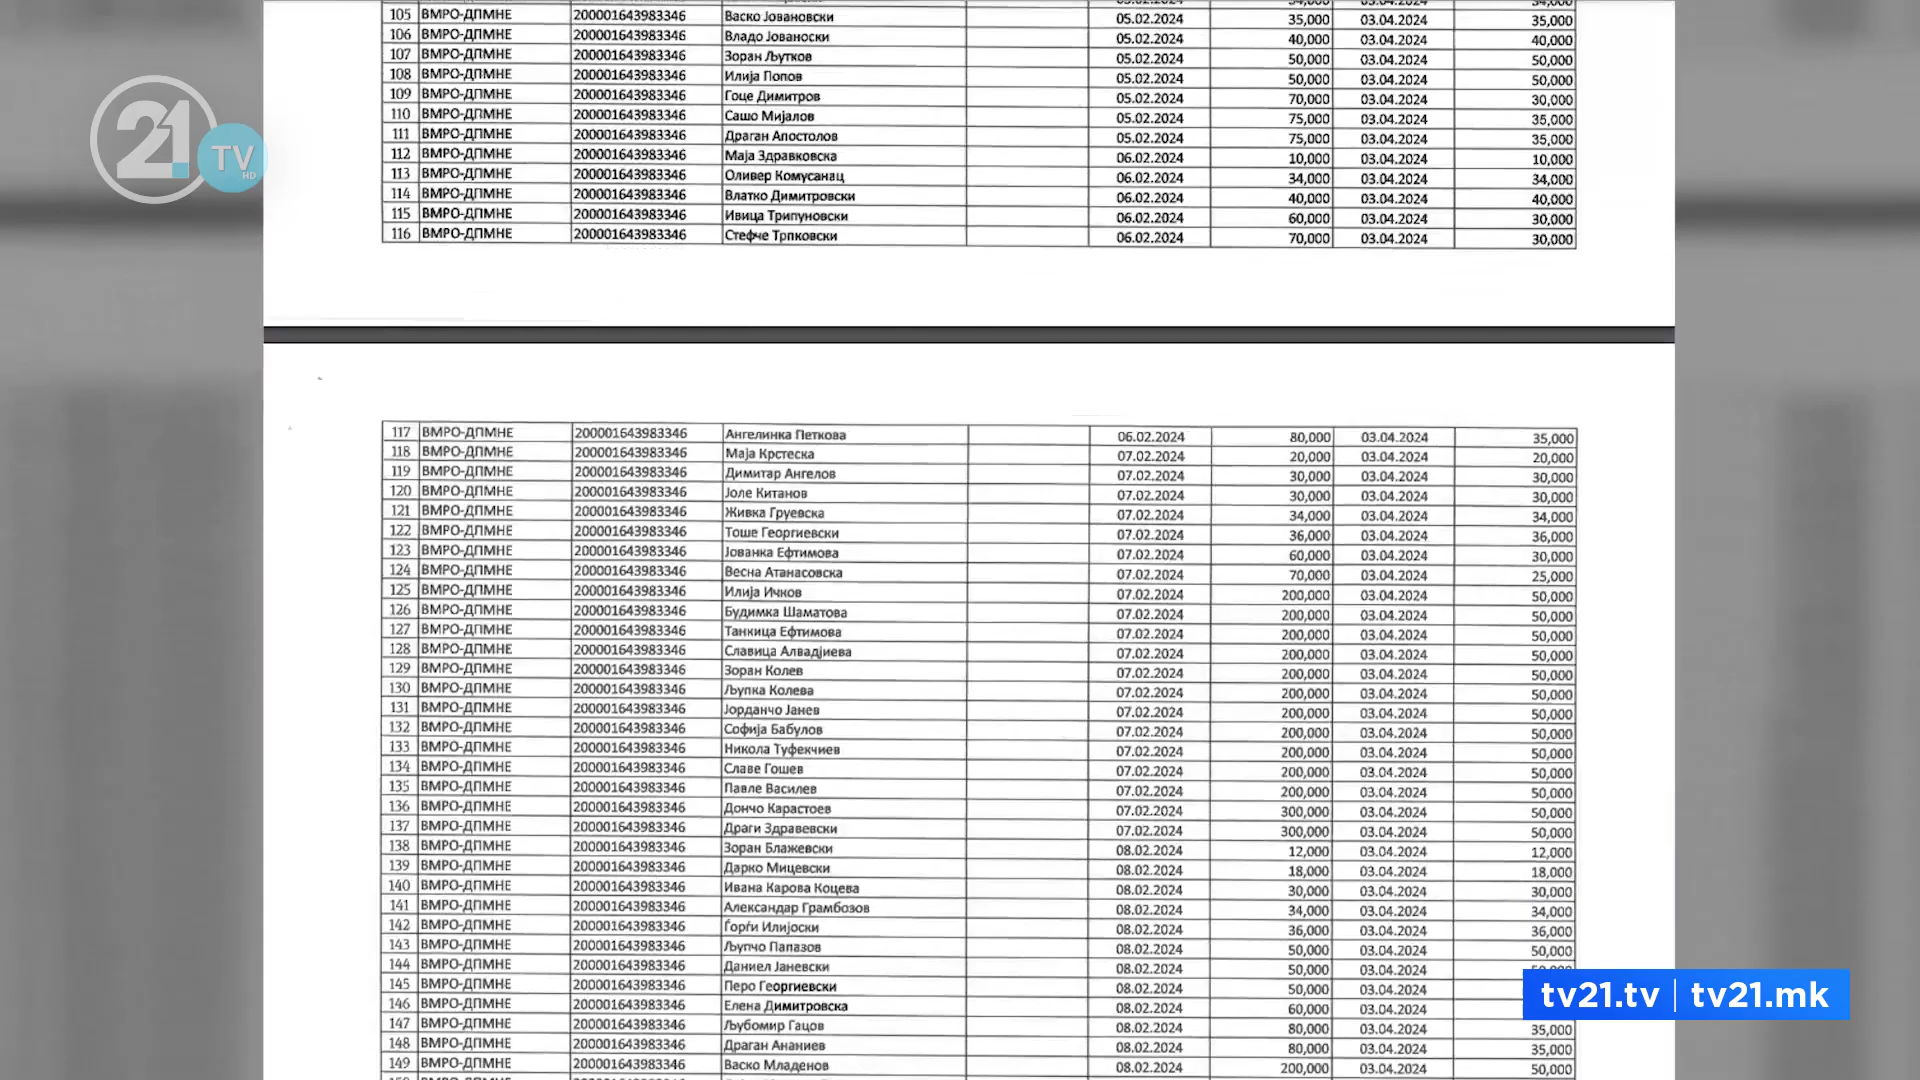 105 ВМРО-ДПМНЕ 200001643983346 Васко Јовановски 05.02.2024 35,000 03.04.2024 35,000
106 ВМРО-ДПМНЕ 200001643983346 Владо Јованоски 05.02.2024 40,000 03.04.2024 40,000
107 ВМРО-ДПМНЕ 200001643983346 Зоран Љутков 05.02.2024 50,000 03.04.2024 50,000
108 ВМРО-ДПМНЕ 200001643983346 Илија Попов 05.02.2024 50,000 03.04.2024 50,000
109 ВМРО-ДПМНЕ 200001643983346 Гоце Димитров 05.02.2024 70,000 03.04.2024 30,000
110 ВМРО-ДПМНЕ 200001643983346 Сашо Мијалов 05.02.2024 75,000 03.04.2024 35,000
111 ВМРО-ДПМНЕ 200001643983346 Драган Апостолов 05.02.2024 75,000 03.04.2024 35,000
112 ВМРО-ДПМНЕ 200001643983346 Маја Здравковска 06.02.2024 10,000 03.04.2024 10,000
113 ВМРО-ДПМНЕ 200001643983346 Оливер Комусанац 06.02.2024 34,000 03.04.2024 34,000
114 ВМРО-ДПМНЕ 200001643983346 Влатко Димитровски 06.02.2024 40,000 03.04.2024 40,000
115 ВМРО-ДПМНЕ 200001643983346 Ивица Трипуновски 06.02.2024 60,000 03.04.2024 30,000
116 ВМРО-ДПМНЕ 200001643983346 Стефче Трпковски 06.02.2024 70,000 03.04.2024 30,000
21 TV HD
117 ВМРО-ДПМНЕ 200001643983346 Ангелинка Петкова 06.02.2024 80,000 03.04.2024 35,000
118 ВМРО-ДПМНЕ 200001643983346 Маја Крстеска 07.02.2024 20,000 03.04.2024 20,000
119 ВМРО-ДПМНЕ 200001643983346 Димитар Ангелов 07.02.2024 30,000 03.04.2024 30,000
120 ВМРО-ДПМНЕ 200001643983346 Јоле Китанов 07.02.2024 30,000 03.04.2024 30,000
121 ВМРО-ДПМНЕ 200001643983346 Живка Груевска 07.02.2024 34,000 03.04.2024 34,000
122 ВМРО-ДПМНЕ 200001643983346 Тоше Георгиевски 07.02.2024 36,000 03.04.2024 36,000
123 ВМРО-ДПМНЕ 200001643983346 Јованка Ефтимова 07.02.2024 60,000 03.04.2024 30,000
124 ВМРО-ДПМНЕ 200001643983346 Весна Атанасовска 07.02.2024 70,000 03.04.2024 25,000
125 ВМРО-ДПМНЕ 200001643983346 Илија Ичков 07.02.2024 200,000 03.04.2024 50,000
126 ВМРО-ДПМНЕ 200001643983346 Будимка Шаматова 07.02.2024 200,000 03.04.2024 50,000
127 ВМРО-ДПМНЕ 200001643983346 Танкица Ефтимова 07.02.2024 200,000 03.04.2024 50,000
128 ВМРО-ДПМНЕ 200001643983346 Славица Алвадјиева 07.02.2024 200,000 03.04.2024 50,000
129 ВМРО-ДПМНЕ 200001643983346 Зоран Колев 07.02.2024 200,000 03.04.2024 50,000
130 ВМРО-ДПМНЕ 200001643983346 Љупка Колева 07.02.2024 200,000 03.04.2024 50,000
131 ВМРО-ДПМНЕ 200001643983346 Јорданчо Јанев 07.02.2024 200,000 03.04.2024 50,000
132 ВМРО-ДПМНЕ 200001643983346 Софија Бабулов 07.02.2024 200,000 03.04.2024 50,000
133 ВМРО-ДПМНЕ 200001643983346 Никола Туфекчиев 07.02.2024 200,000 03.04.2024 50,000
134 ВМРО-ДПМНЕ 200001643983346 Славе Гошев 07.02.2024 200,000 03.04.2024 50,000
135 ВМРО-ДПМНЕ 200001643983346 Павле Василев 07.02.2024 200,000 03.04.2024 50,000
136 ВМРО-ДПМНЕ 200001643983346 Дончо Карастоев 07.02.2024 300,000 03.04.2024 50,000
137 ВМРО-ДПМНЕ 200001643983346 Драги Здравевски 07.02.2024 300,000 03.04.2024 50,000
138 ВМРО-ДПМНЕ 200001643983346 Зоран Блажевски 08.02.2024 12,000 03.04.2024 12,000
139 ВМРО-ДПМНЕ 200001643983346 Дарко Мицевски 08.02.2024 18,000 03.04.2024 18,000
140 ВМРО-ДПМНЕ 200001643983346 Ивана Карова Коцева 08.02.2024 30,000 03.04.2024 30,000
141 ВМРО-ДПМНЕ 200001643983346 Александар Грамбозов 08.02.2024 34,000 03.04.2024 34,000
142 ВМРО-ДПМНЕ 200001643983346 Ѓорѓи Илијоски 08.02.2024 36,000 03.04.2024 36,000
143 ВМРО-ДПМНЕ 200001643983346 Љупчо Папазов 08.02.2024 50,000 03.04.2024 50,000
144 ВМРО-ДПМНЕ 200001643983346 Даниел Јаневски 08.02.2024 50,000 03.04.2024
145 ВМРО-ДПМНЕ 200001643983346 Перо Георгиевски 08.02.2024 50,000 03.04.2024
146 ВМРО-ДПМНЕ 200001643983346 Елена Димитровска 08.02.2024 60,000 03.04.2024
147 ВМРО-ДПМНЕ 200001643983346 Љубомир Гацов 08.02.2024 80,000 03.04.2024 35,000
148 ВМРО-ДПМНЕ 200001643983346 Драган Ананиев 08.02.2024 80,000 03.04.2024 35,000
149 ВМРО-ДПМНЕ 200001643983346 Васко Младенов 08.02.2024 200,000 03.04.2024 50,000
tv21.tv | tv21.mk